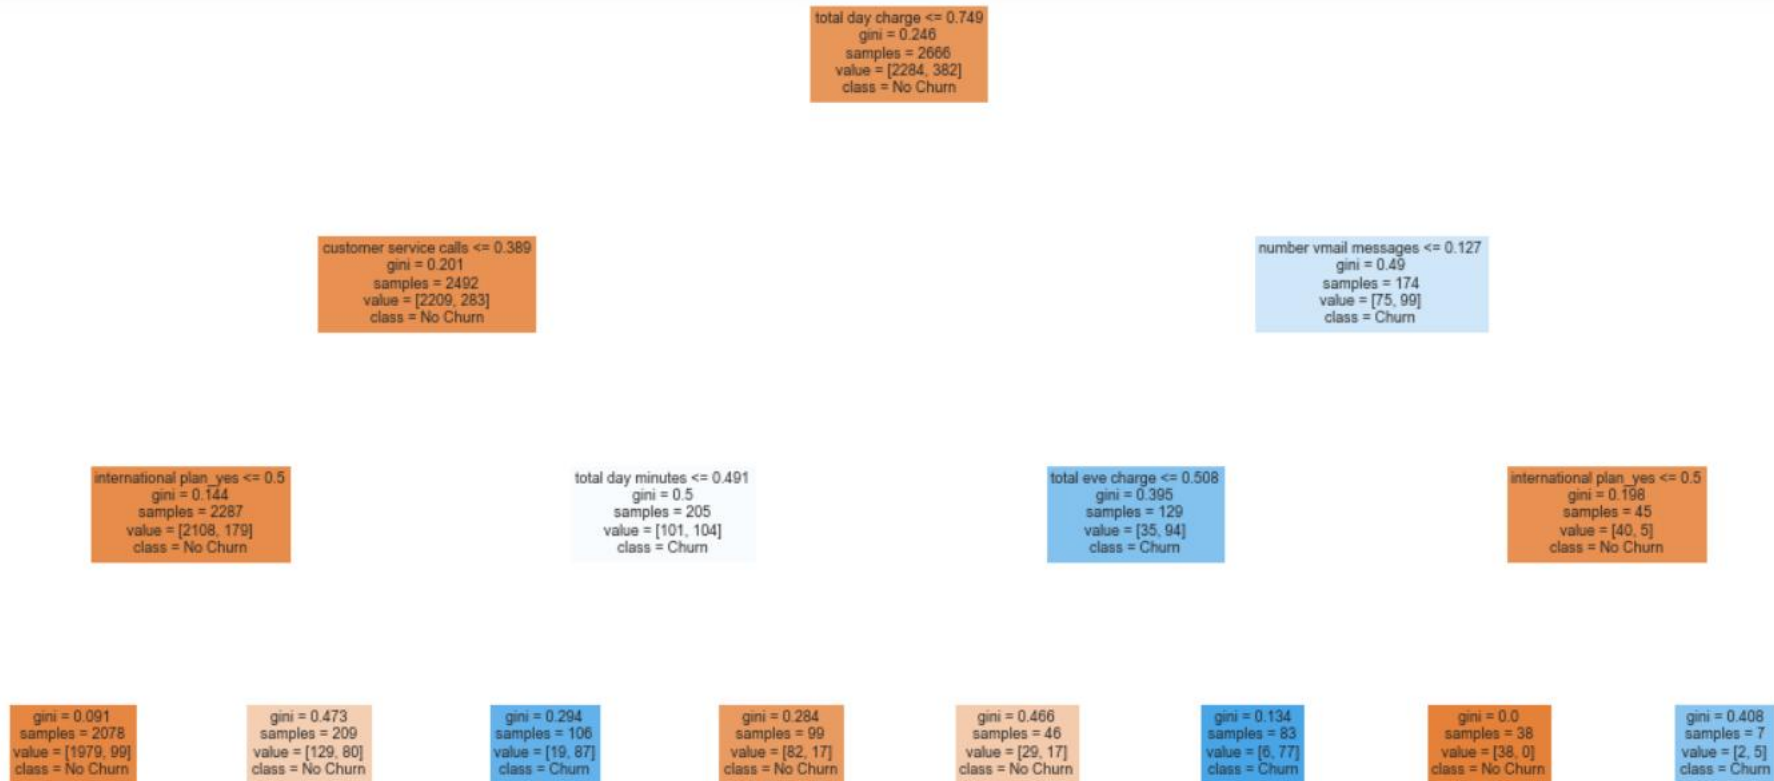 total day charge <= 0.749
gini = 0.246
samples = 2666
value = [2284, 382]
class = No Churn
customer service calls <= 0.389
gini = 0.201
samples = 2492
value = [2209, 283]
class = No Churn
number vmail messages <= 0.127
gini = 0.49
samples = 174
value = [75, 99]
class = Churn
international plan_yes <= 0.5
gini = 0.144
samples = 2287
value = [2108, 179]
class = No Churn
total day minutes <= 0.491
gini = 0.5
samples = 205
value = [101, 104]
class = Churn
total eve charge <= 0.508
gini = 0.395
samples = 129
value = [35, 94]
class = Churn
international plan_yes <= 0.5
gini = 0.198
samples = 45
value = [40, 5]
class = No Churn
gini = 0.091
samples = 2078
value = [1979, 99]
class = No Churn
gini = 0.473
samples = 209
value = [129, 80]
class = No Churn
gini = 0.294
samples = 106
value = [19, 87]
class = Churn
gini = 0.284
samples = 99
value = [82, 17]
class = No Churn
gini = 0.466
samples = 46
value = [29, 17]
class = No Churn
gini = 0.134
samples = 83
value = [6, 77]
class = Churn
gini = 0.0
samples = 38
value = [38, 0]
class = No Churn
gini = 0.408
samples = 7
value = [2, 5]
class = Churn